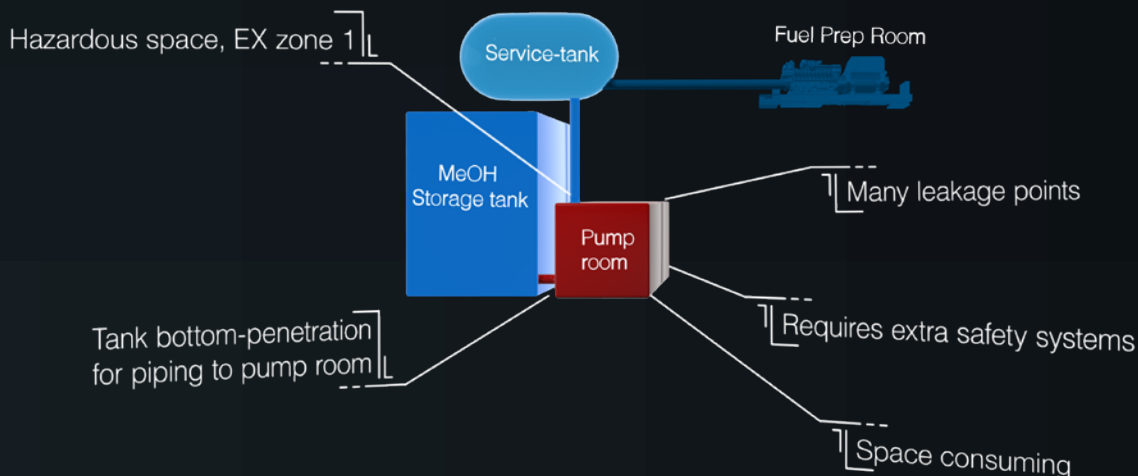 Hazardous space, EX zone 1
Service-tank
Fuel Prep Room
MeOH
Storage tank
Many leakage points
Pump
room
Tank bottom-penetration
for piping to pump room
Requires extra safety systems
Space consuming